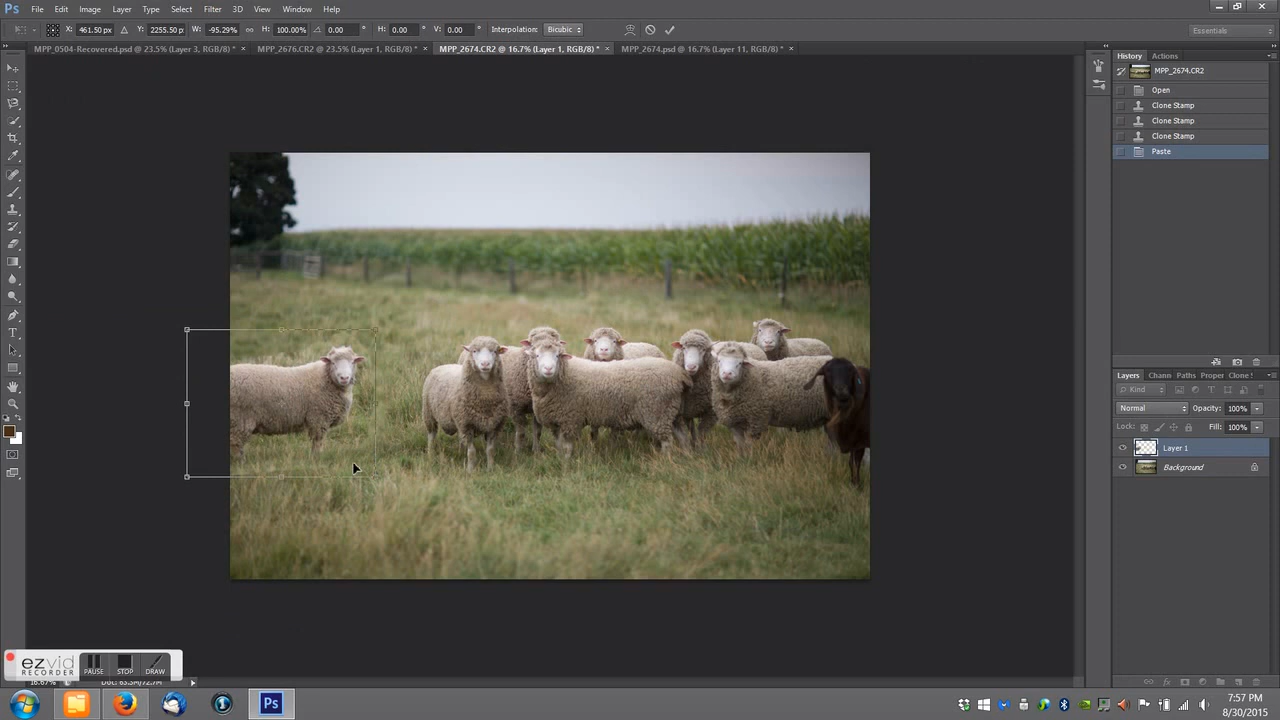 Ps File Edit Image Layer Type Select Filter 3D View Window Help
X: 461.50 px Y: 2255.50 p W: -95.29% H: 100.00% 0.00 ° H: 0.00 ° V: 0.00 ° Interpolation: Bicubic Essentials
MPP_0504-Recovered.psd @ 23.5% (Layer 3, RGB/8) * × MPP_2676.CR2 @ 23.5% (Layer 1, RGB/8) * × MPP_2674.CR2 @ 16.7% (Layer 1, RGB/8) * × MPP_2674.psd @ 16.7% (Layer 11, RGB/8) * ×
History Actions
MPP_2674.CR2
Open
Clone Stamp
Clone Stamp
Clone Stamp
Paste
Layers Chann Paths Proper Clone S
Kind
Normal Opacity: 100%
Lock: Fill: 100%
Layer 1
Background
ezvid
RECORDER
PAUSE STOP DRAW
16.67%
Ps
7:57 PM
8/30/2015